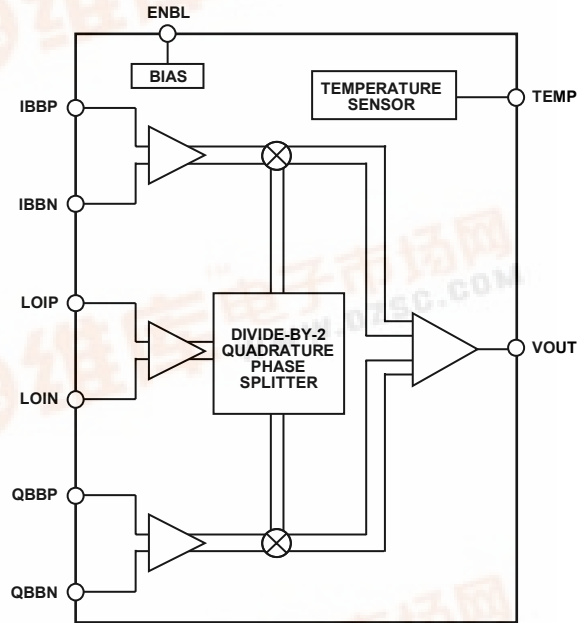 ENBL
BIAS
TEMPERATURE
SENSOR
TEMP
IBBP
IBBN
LOIP
LOIN
DIVIDE-BY-2
QUADRATURE
PHASE
SPLITTER
VOUT
QBBP
QBBN